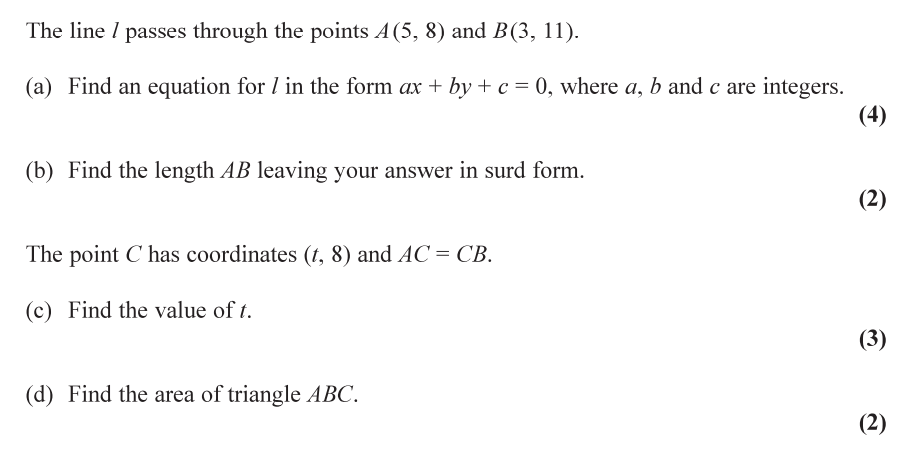 The line l passes through the points A(5, 8) and B(3, 11).
(a) Find an equation for l in the form ax + by + c = 0, where a, b and c are integers.
(4)
(b) Find the length AB leaving your answer in surd form.
(2)
The point C has coordinates (t, 8) and AC = CB.
(c) Find the value of t.
(3)
(d) Find the area of triangle ABC.
(2)